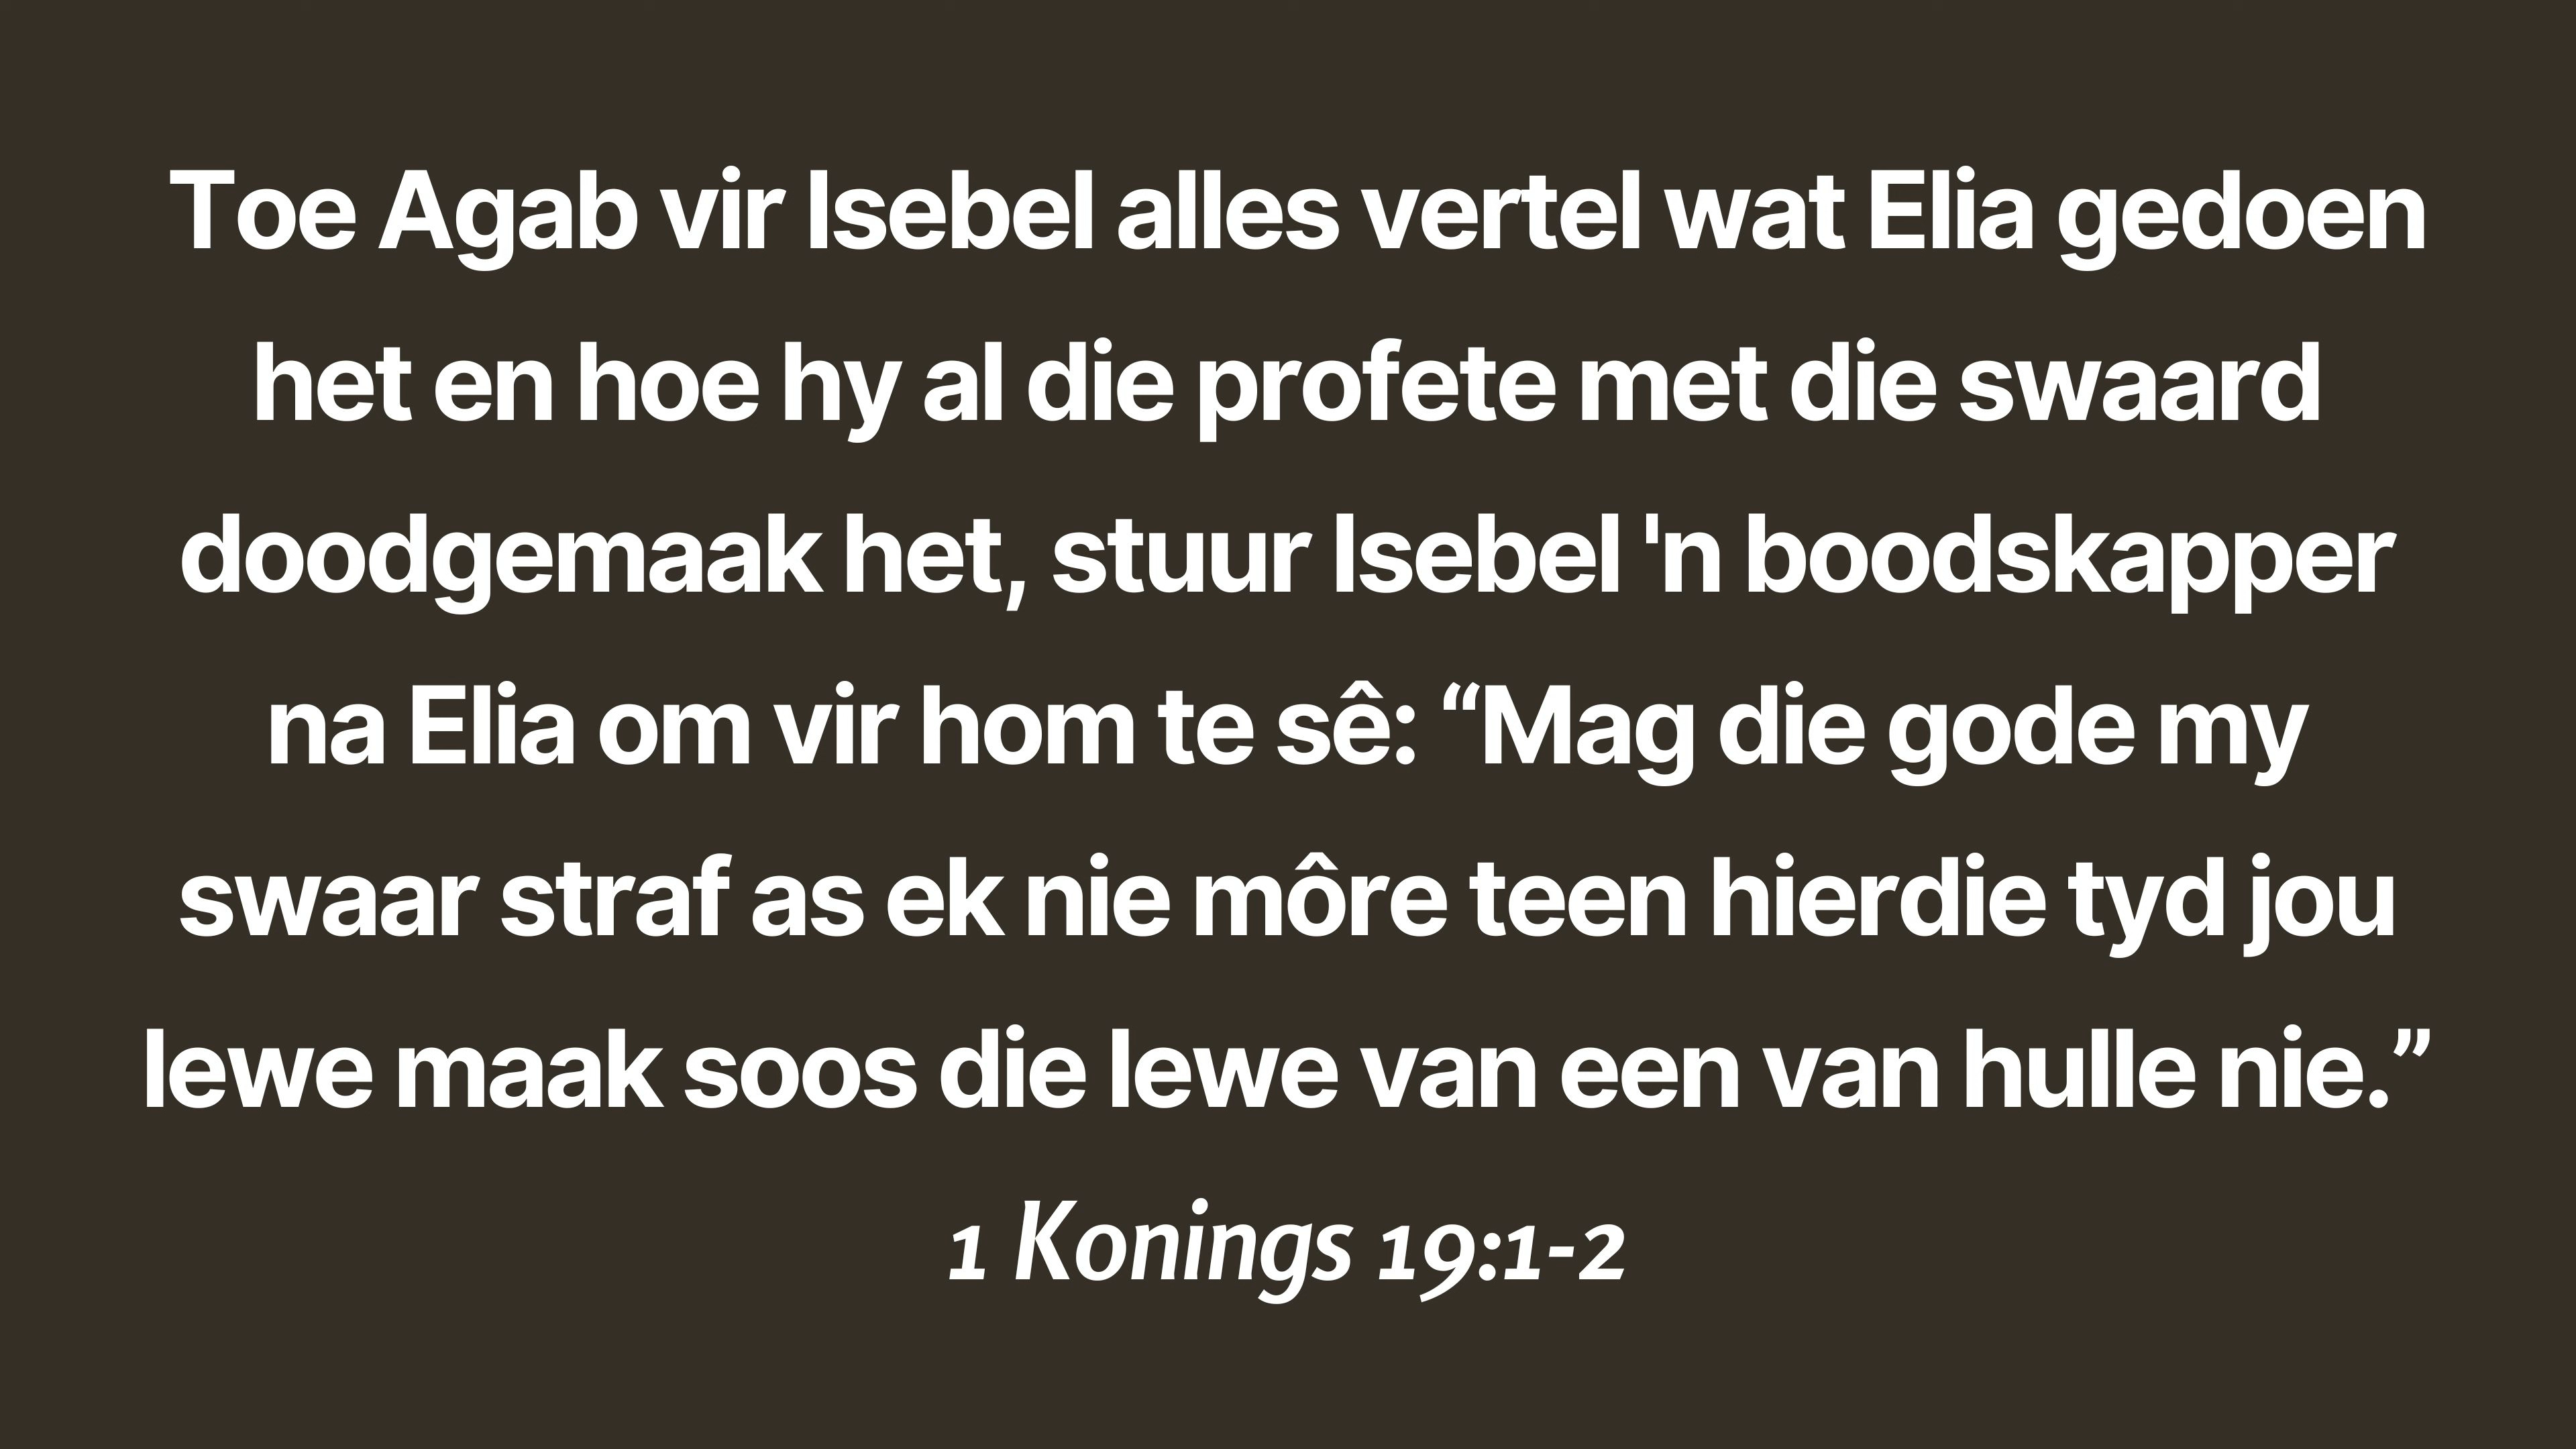 Toe Agab vir Isebel alles vertel wat Elia gedoen
het en hoe hy al die profete met die swaard
doodgemaak het, stuur Isebel 'n boodskapper
na Elia om vir hom te sê: “Mag die gode my
swaar straf as ek nie môre teen hierdie tyd jou
lewe maak soos die lewe van een van hulle nie.”
1 Konings 19:1-2